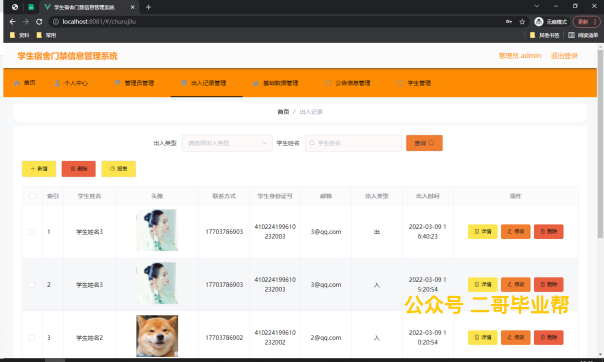 学生宿舍门禁信息管理系统
localhost:8081/#/churujilu
无痕模式
更新
资料 常用
其他书签 阅读清单
学生宿舍门禁信息管理系统
管理员 admin 退出登录
首页 个人中心 管理员管理 出入记录管理 基础数据管理 公告信息管理 学生管理
首页 / 出入记录
出入类型 请选择出入类型 学生姓名 学生姓名 查询
+ 新增 删除 报表
索引 学生姓名 头像 联系方式 学生身份证号 邮箱 出入类型 出入时间 操作
1 学生姓名3 17703786903 410224199610232003 3@qq.com 出 2022-03-09 16:40:23 详情 修改 删除
2 学生姓名3 17703786903 410224199610232003 3@qq.com 入 2022-03-09 15:20:54 详情 修改 删除
公众号 二哥毕业帮
3 学生姓名2 17703786902 410224199610232002 2@qq.com 入 2022-03-09 10:20:54 详情 修改 删除